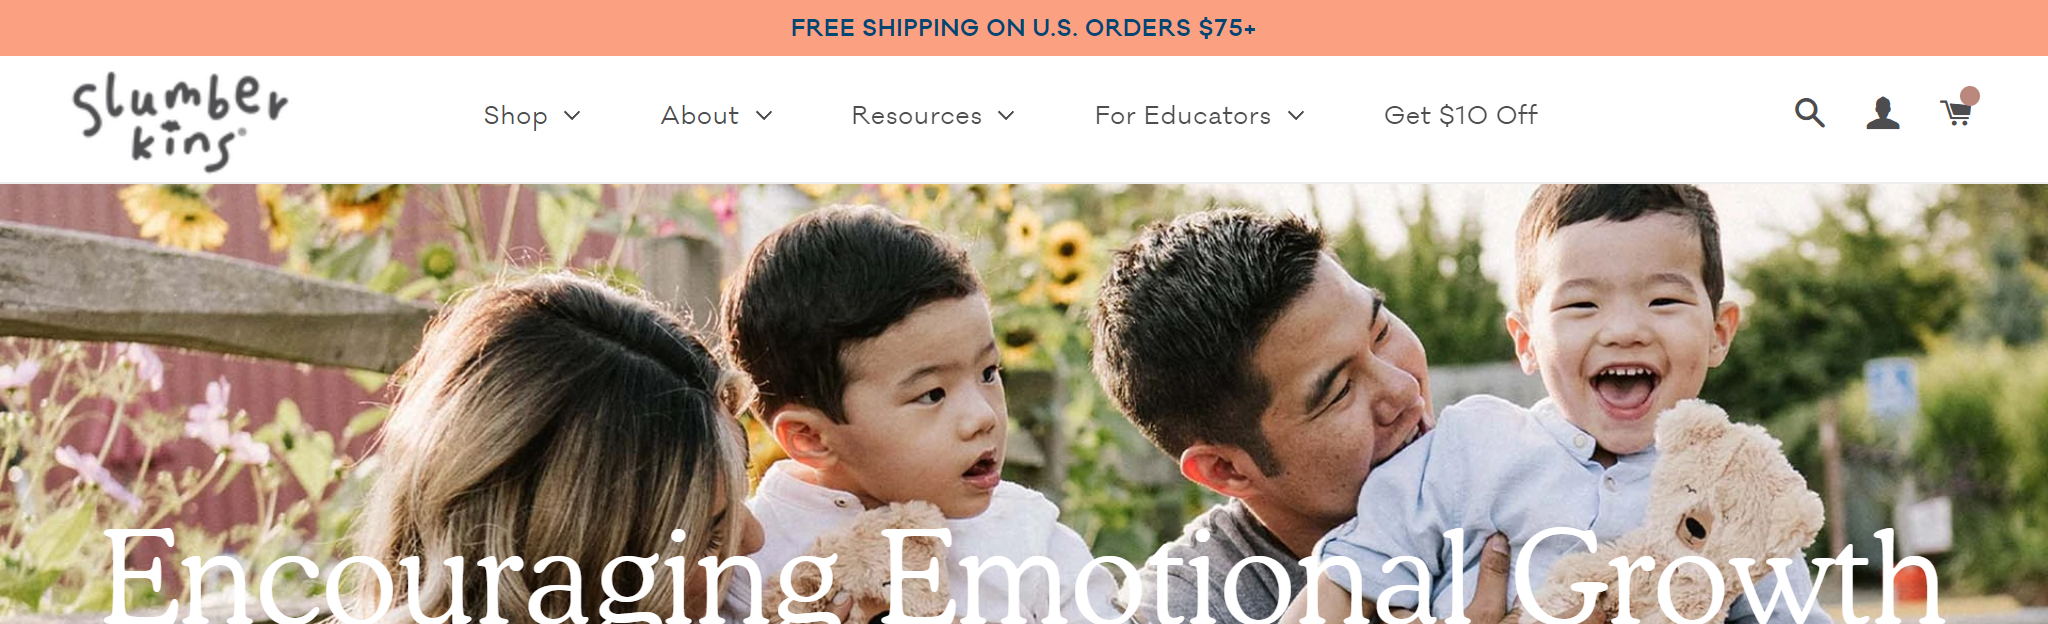 FREE SHIPPING ON U.S. ORDERS $75+
slumber
kins®
Shop
About
Resources
For Educators
Get $10 Off
Encouraging Emotional Growth